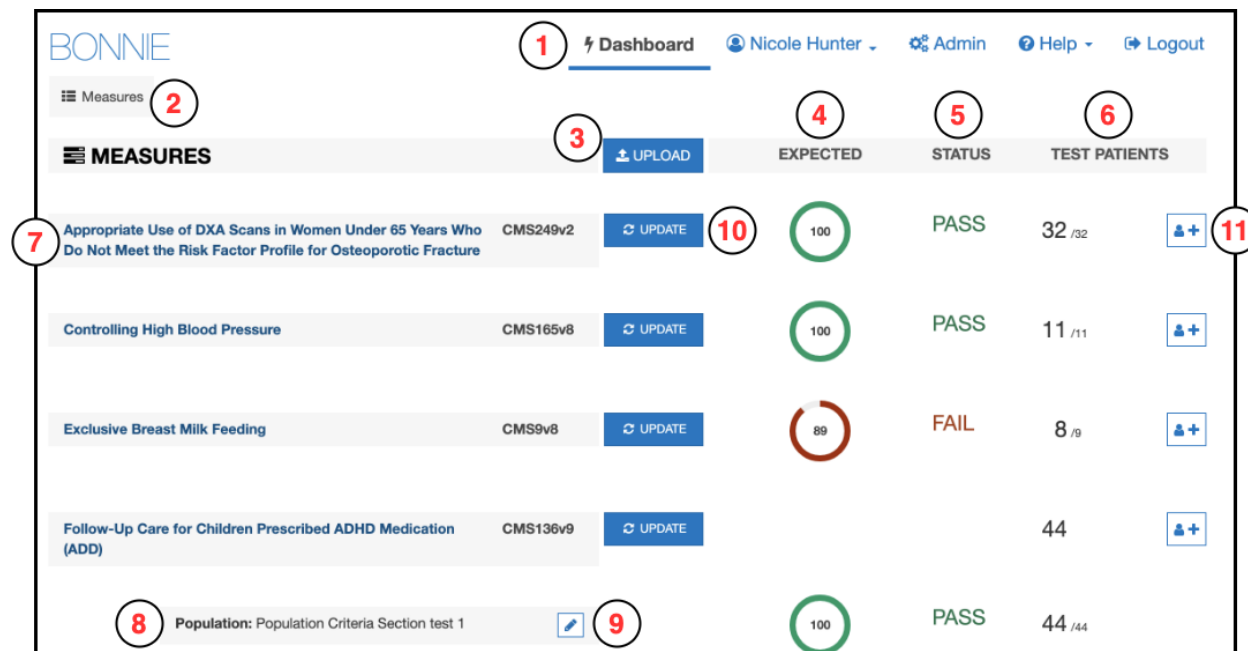 BONNIE
1 Dashboard Nicole Hunter Admin Help Logout
Measures 2
4 5 6
3
MEASURES UPLOAD EXPECTED STATUS TEST PATIENTS
7 Appropriate Use of DXA Scans in Women Under 65 Years Who CMS249v2 UPDATE 10 100 PASS 32 /32 11
Do Not Meet the Risk Factor Profile for Osteoporotic Fracture
Controlling High Blood Pressure CMS165v8 UPDATE 100 PASS 11 /11
Exclusive Breast Milk Feeding CMS9v8 UPDATE 89 FAIL 8 /9
Follow-Up Care for Children Prescribed ADHD Medication CMS136v9 UPDATE 44
(ADD)
8 Population: Population Criteria Section test 1 9 100 PASS 44 /44